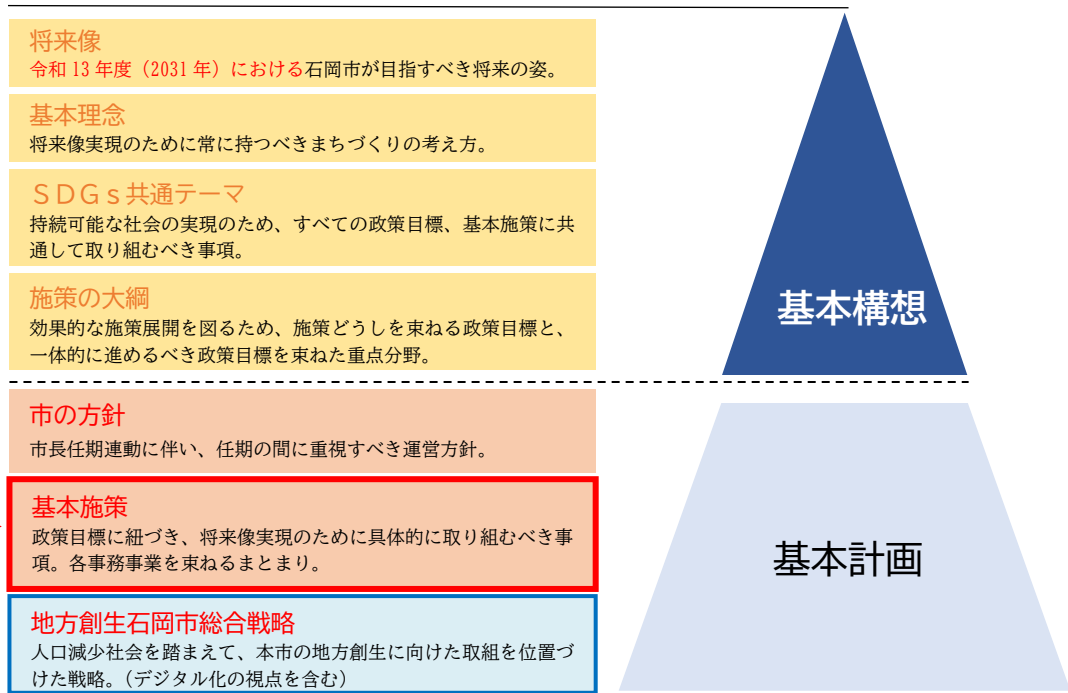 将来像
令和 13 年度（2031 年）における石岡市が目指すべき将来の姿。
基本理念
将来像実現のために常に持つべきまちづくりの考え方。
ＳＤＧｓ共通テーマ
持続可能な社会の実現のため、すべての政策目標、基本施策に共
通して取り組むべき事項。
施策の大綱
効果的な施策展開を図るため、施策どうしを束ねる政策目標と、
一体的に進めるべき政策目標を束ねた重点分野。
基本構想
市の方針
市長任期連動に伴い、任期の間に重視すべき運営方針。
基本施策
政策目標に紐づき、将来像実現のために具体的に取り組むべき事
項。各事務事業を束ねるまとまり。
基本計画
地方創生石岡市総合戦略
人口減少社会を踏まえて、本市の地方創生に向けた取組を位置づ
けた戦略。（デジタル化の視点を含む）